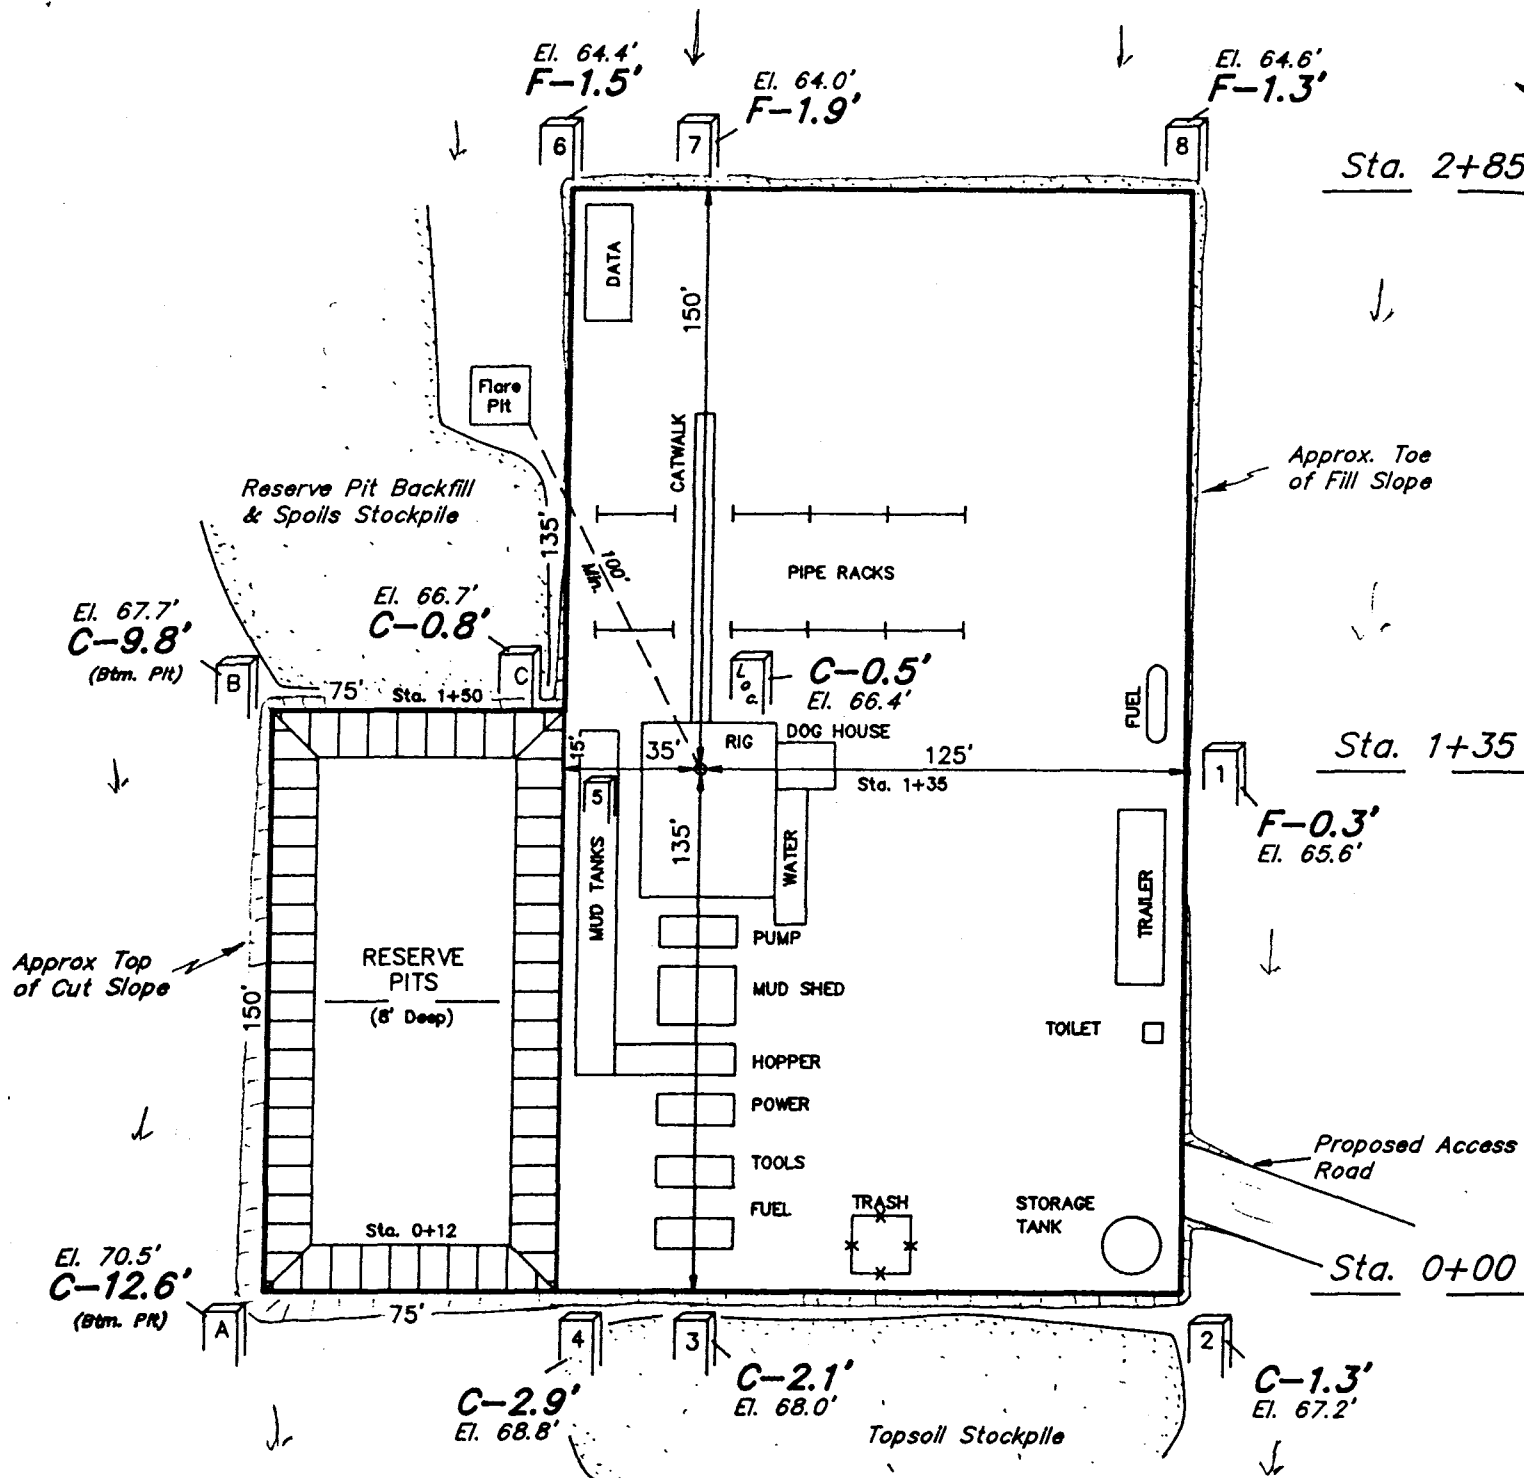 El. 64.4'
F-1.5'
El. 64.0'
F-1.9'
El. 64.6'
F-1.3'
6
7
8
Sta. 2+85
DATA
150'
Flare
Pit
CATWALK
Approx. Toe
of Fill Slope
Reserve Pit Backfill
& Spoils Stockpile
135'
100'
Min.
PIPE RACKS
El. 67.7'
C-9.8'
(Btm. Pit)
El. 66.7'
C-0.8'
B
C
Loc.
C-0.5'
El. 66.4'
75'
Sta. 1+50
FUEL
15'
35'
RIG
DOG HOUSE
125'
Sta. 1+35
Sta. 1+35
1
5
F-0.3'
El. 65.6'
135'
MUD TANKS
WATER
TRAILER
PUMP
Approx Top
of Cut Slope
RESERVE
PITS
(8' Deep)
150'
MUD SHED
TOILET
HOPPER
POWER
TOOLS
Proposed Access
Road
FUEL
TRASH
STORAGE
TANK
Sta. 0+12
El. 70.5'
C-12.6'
(Btm. Pit)
Sta. 0+00
A
75'
4
3
2
C-2.9'
El. 68.8'
C-2.1'
El. 68.0'
C-1.3'
El. 67.2'
Topsoil Stockpile